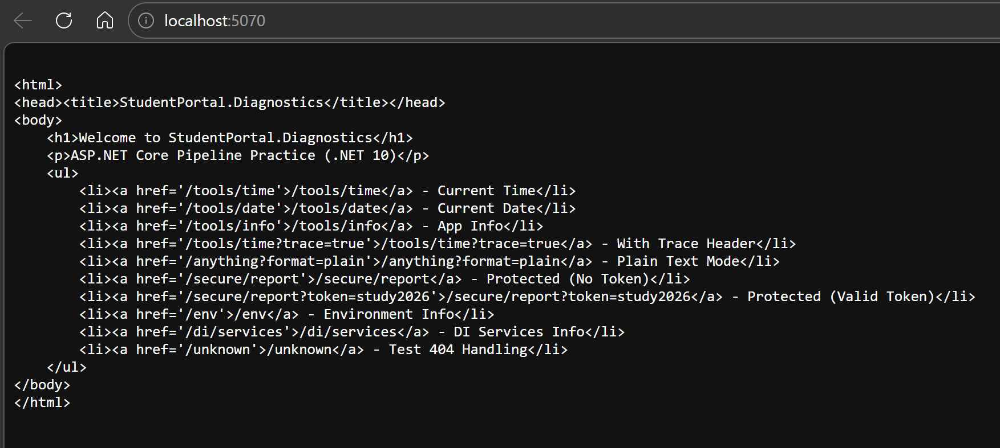 localhost:5070
<html>
<head><title>StudentPortal.Diagnostics</title></head>
<body>
    <h1>Welcome to StudentPortal.Diagnostics</h1>
    <p>ASP.NET Core Pipeline Practice (.NET 10)</p>
    <ul>
        <li><a href='/tools/time'>/tools/time</a> - Current Time</li>
        <li><a href='/tools/date'>/tools/date</a> - Current Date</li>
        <li><a href='/tools/info'>/tools/info</a> - App Info</li>
        <li><a href='/tools/time?trace=true'>/tools/time?trace=true</a> - With Trace Header</li>
        <li><a href='/anything?format=plain'>/anything?format=plain</a> - Plain Text Mode</li>
        <li><a href='/secure/report'>/secure/report</a> - Protected (No Token)</li>
        <li><a href='/secure/report?token=study2026'>/secure/report?token=study2026</a> - Protected (Valid Token)</li>
        <li><a href='/env'>/env</a> - Environment Info</li>
        <li><a href='/di/services'>/di/services</a> - DI Services Info</li>
        <li><a href='/unknown'>/unknown</a> - Test 404 Handling</li>
    </ul>
</body>
</html>